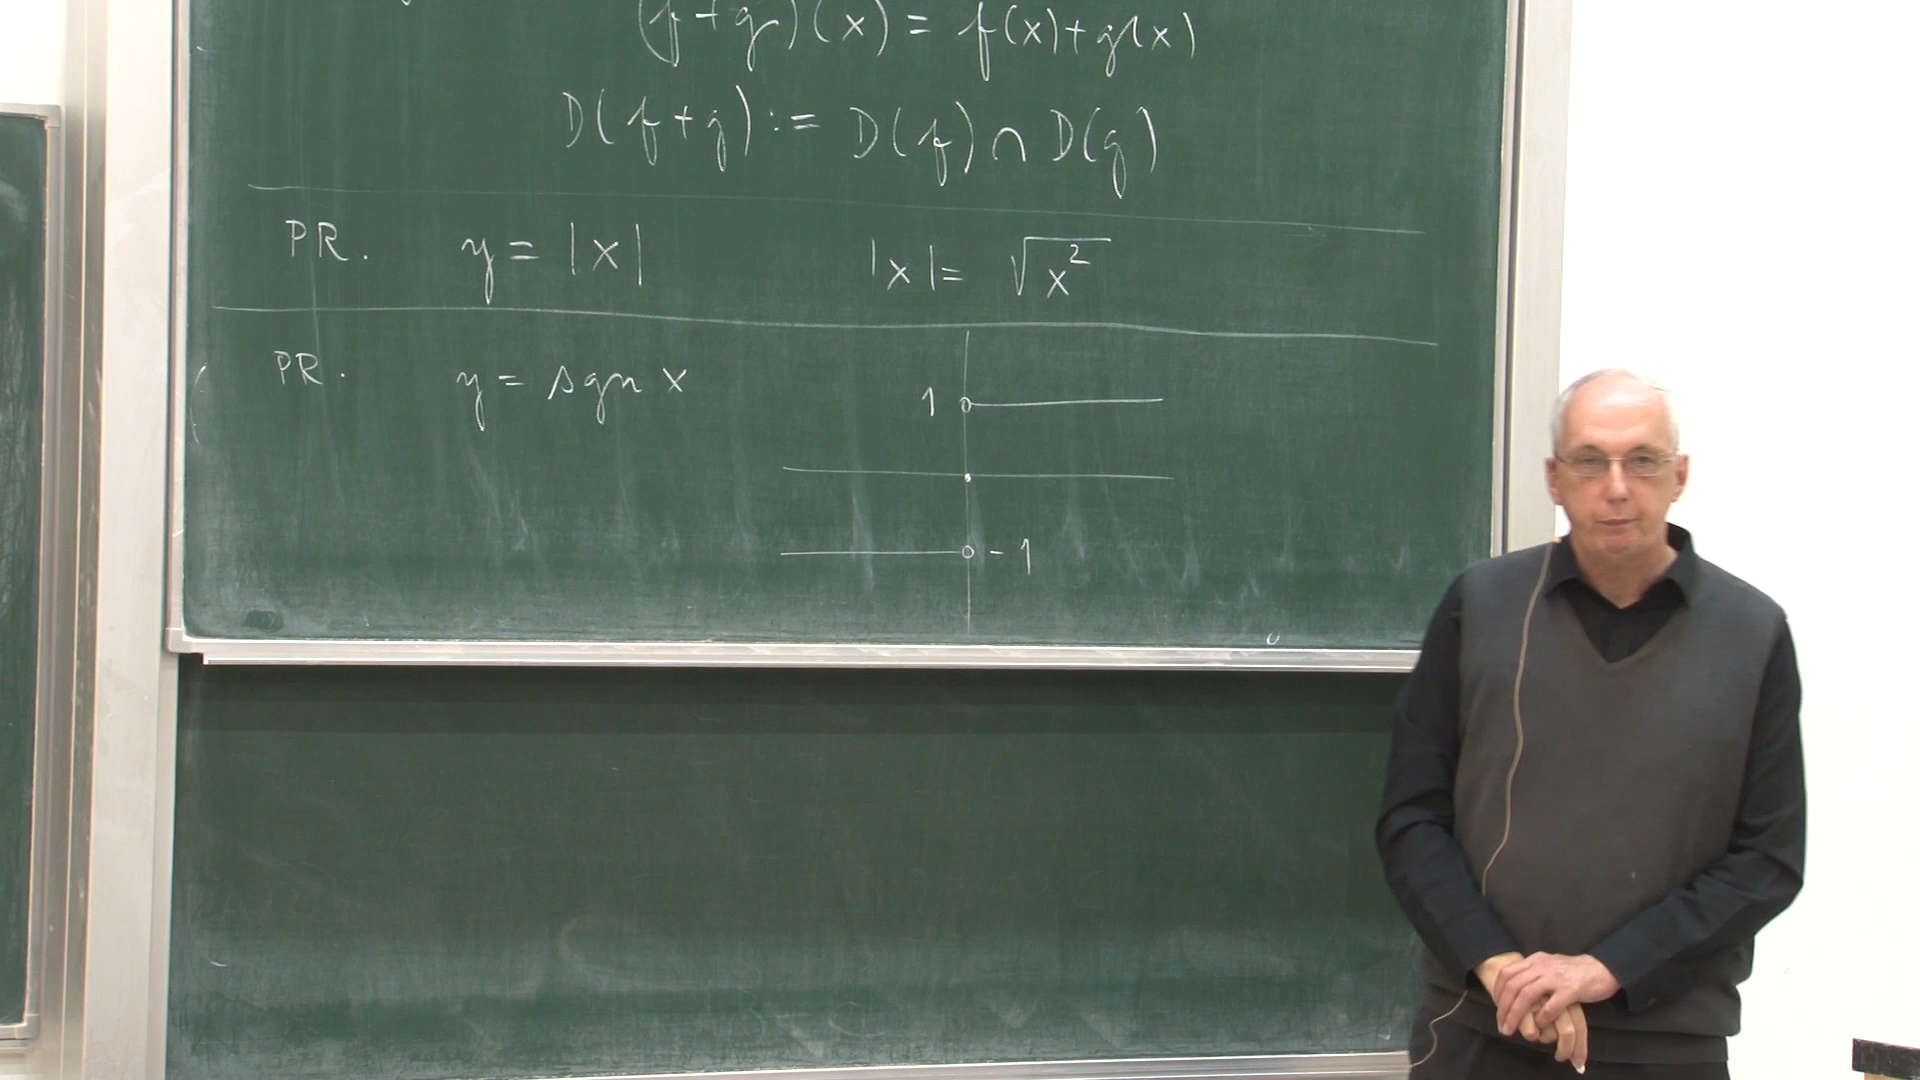 (f+g)(x) = f(x)+g(x)
D(f+g) := D(f) ∩ D(g)
PR. y = |x| |x| = √x²
PR. y = sgn x
1
-1